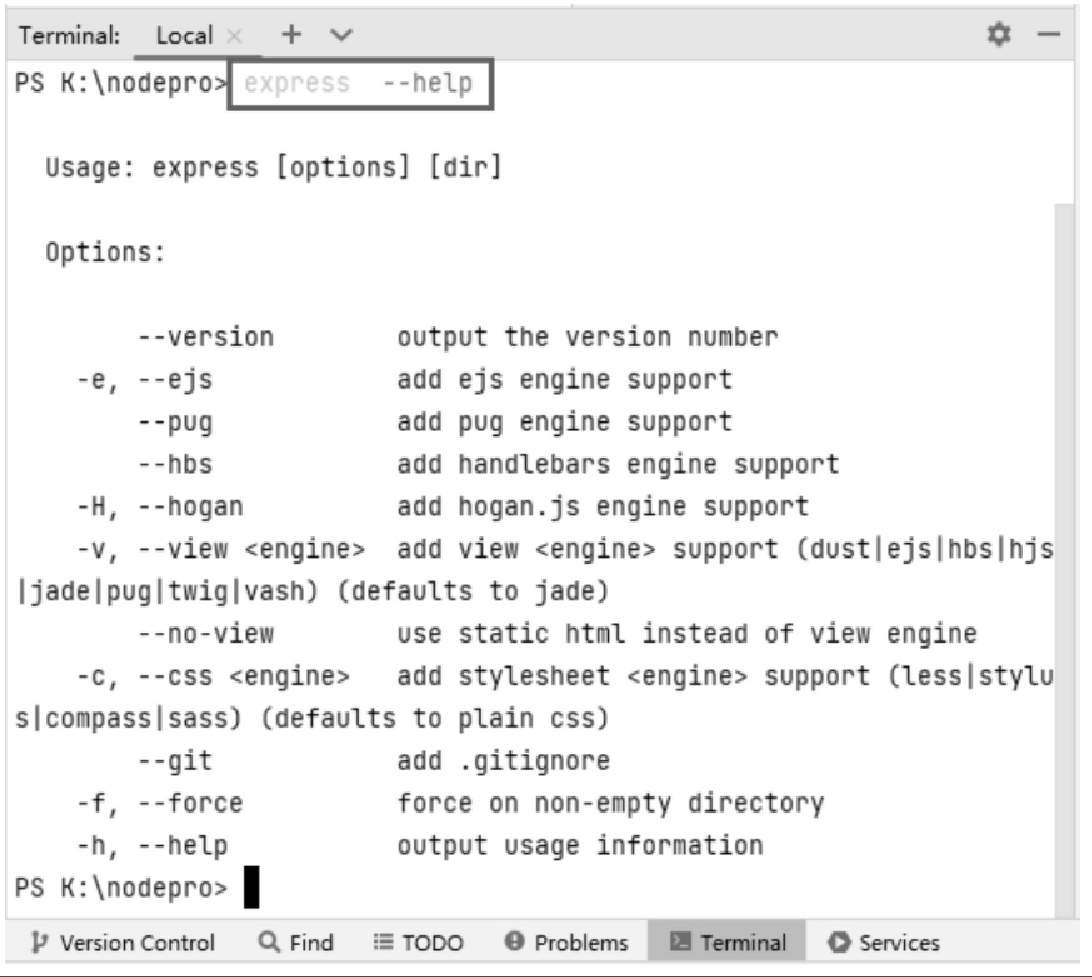 Terminal: Local × + 
PS K:\nodepro> express --help
Usage: express [options] [dir]
Options:
--version output the version number
-e, --ejs add ejs engine support
--pug add pug engine support
--hbs add handlebars engine support
-H, --hogan add hogan.js engine support
-v, --view <engine> add view <engine> support (dust|ejs|hbs|hjs
|jade|pug|twig|vash) (defaults to jade)
--no-view use static html instead of view engine
-c, --css <engine> add stylesheet <engine> support (less|stylu
s|compass|sass) (defaults to plain css)
--git add .gitignore
-f, --force force on non-empty directory
-h, --help output usage information
PS K:\nodepro>
Version Control Find TODO Problems Terminal Services